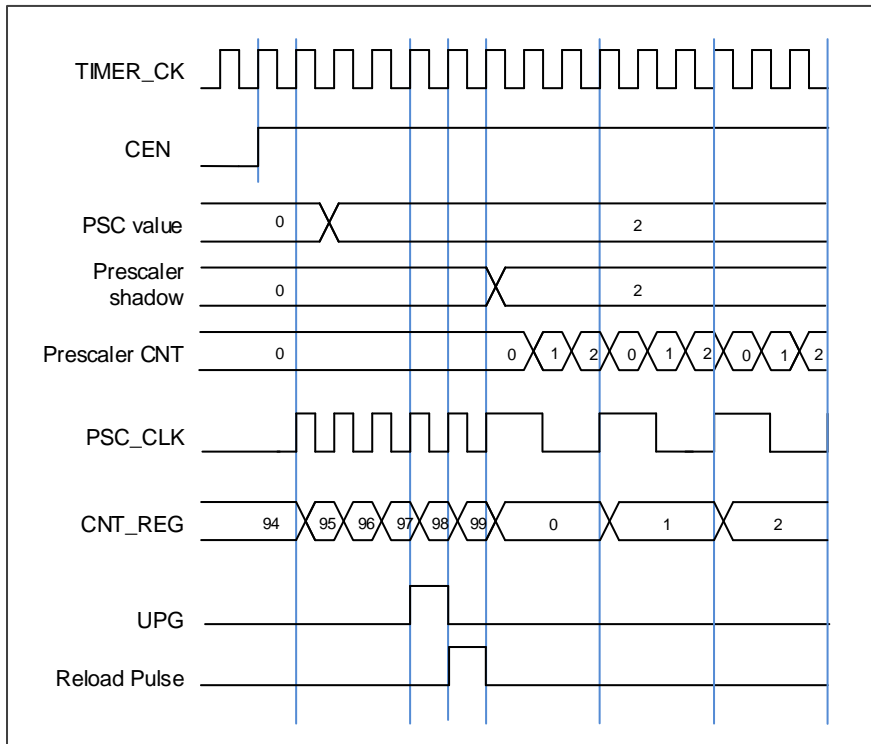 TIMER_CK
CEN
PSC value 0 2
Prescaler
shadow 0 2
Prescaler CNT 0 0 1 2 0 1 2 0 1 2
PSC_CLK
CNT_REG 94 95 96 97 98 99 0 1 2
UPG
Reload Pulse